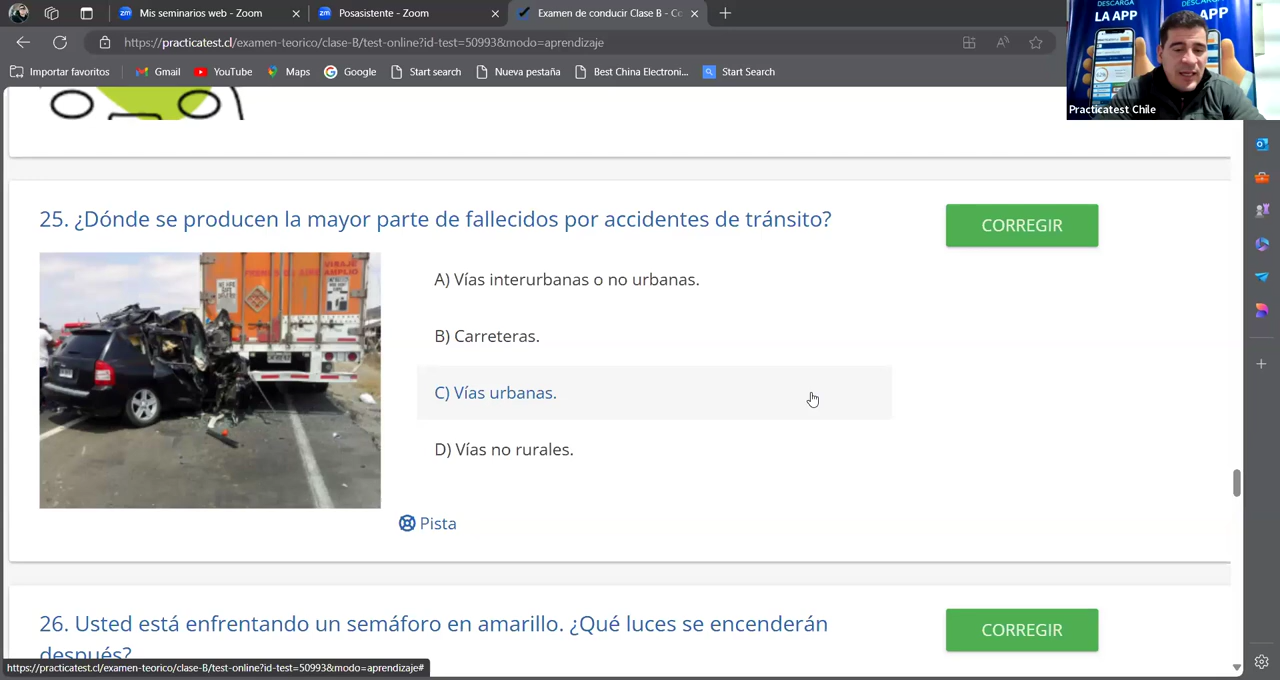 Mis seminarios web - Zoom
Posasistente - Zoom
Examen de conducir Clase B - Co
https://practicatest.cl/examen-teorico/clase-B/test-online?id-test=50993&modo=aprendizaje
Importar favoritos
Gmail
YouTube
Maps
Google
Start search
Nueva pestaña
Best China Electroni...
Start Search
DESCARGA
LA APP
APP
Practicatest Chile
25. ¿Dónde se producen la mayor parte de fallecidos por accidentes de tránsito?
CORREGIR
A) Vías interurbanas o no urbanas.
B) Carreteras.
C) Vías urbanas.
D) Vías no rurales.
Pista
26. Usted está enfrentando un semáforo en amarillo. ¿Qué luces se encenderán
después?
CORREGIR
https://practicatest.cl/examen-teorico/clase-B/test-online?id-test=50993&modo=aprendizaje#